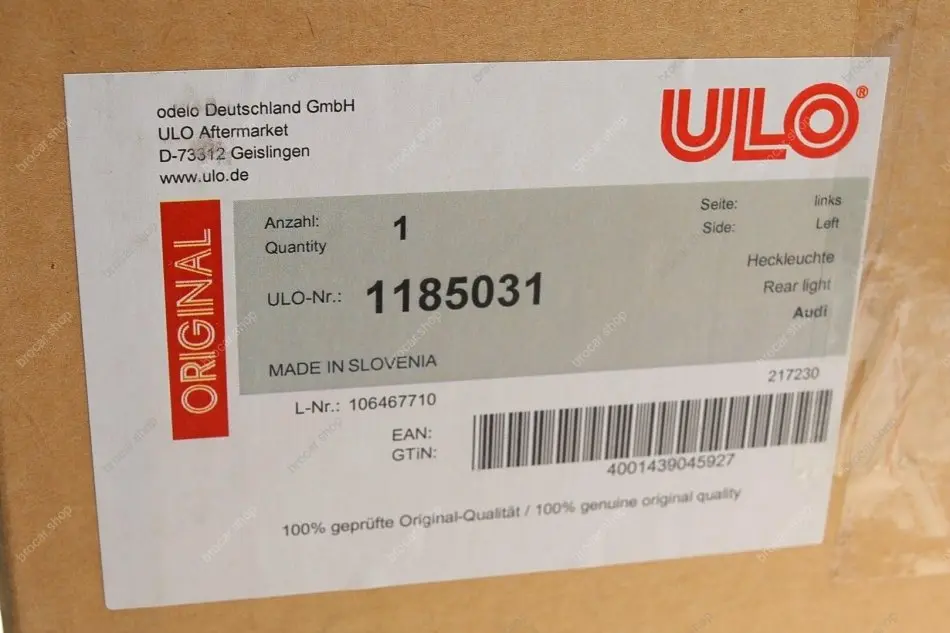 odelo Deutschland GmbH
ULO Aftermarket
D-73312 Geislingen
www.ulo.de
ULO®
ORIGINAL
Anzahl: 1
Quantity
Seite: links
Side: Left
ULO-Nr.: 1185031
Heckleuchte
Rear light
Audi
MADE IN SLOVENIA
217230
L-Nr.: 106467710
EAN:
GTiN:
4001439045927
100% geprüfte Original-Qualität / 100% genuine original quality
brocar.shop